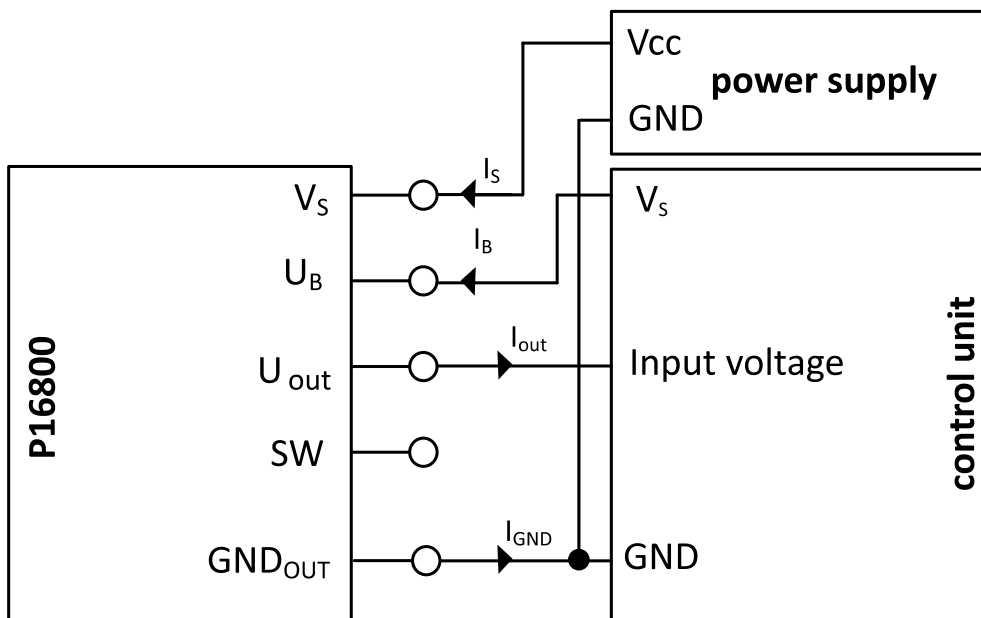 Vcc
power supply
GND
P16800
V_S
U_B
U_out
SW
GND_OUT
I_S
I_B
I_out
I_GND
V_S
Input voltage
GND
control unit